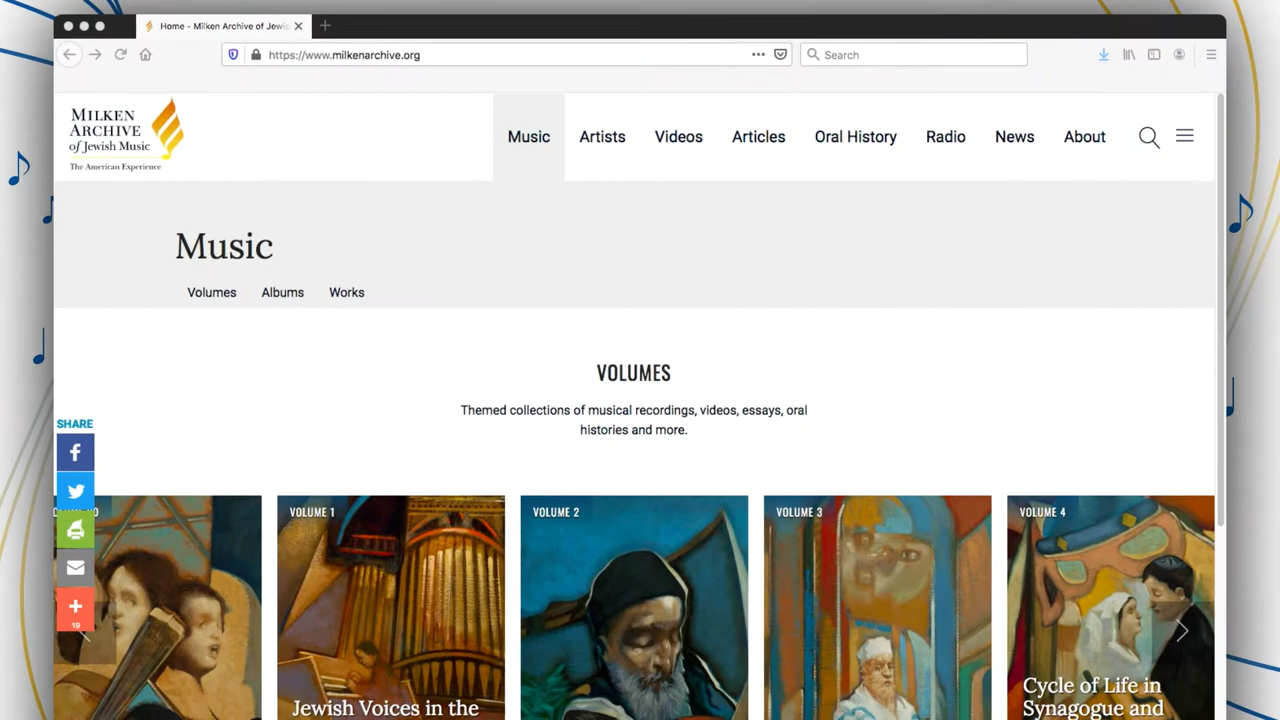 Home - Milken Archive of Jewi
https://www.milkenarchive.org
Search
MILKEN
ARCHIVE
of Jewish Music
The American Experience
Music
Artists
Videos
Articles
Oral History
Radio
News
About
Music
Volumes
Albums
Works
VOLUMES
Themed collections of musical recordings, videos, essays, oral
histories and more.
SHARE
19
VOLUME 1
Jewish Voices in the
VOLUME 2
VOLUME 3
VOLUME 4
Cycle of Life in
Synagogue and